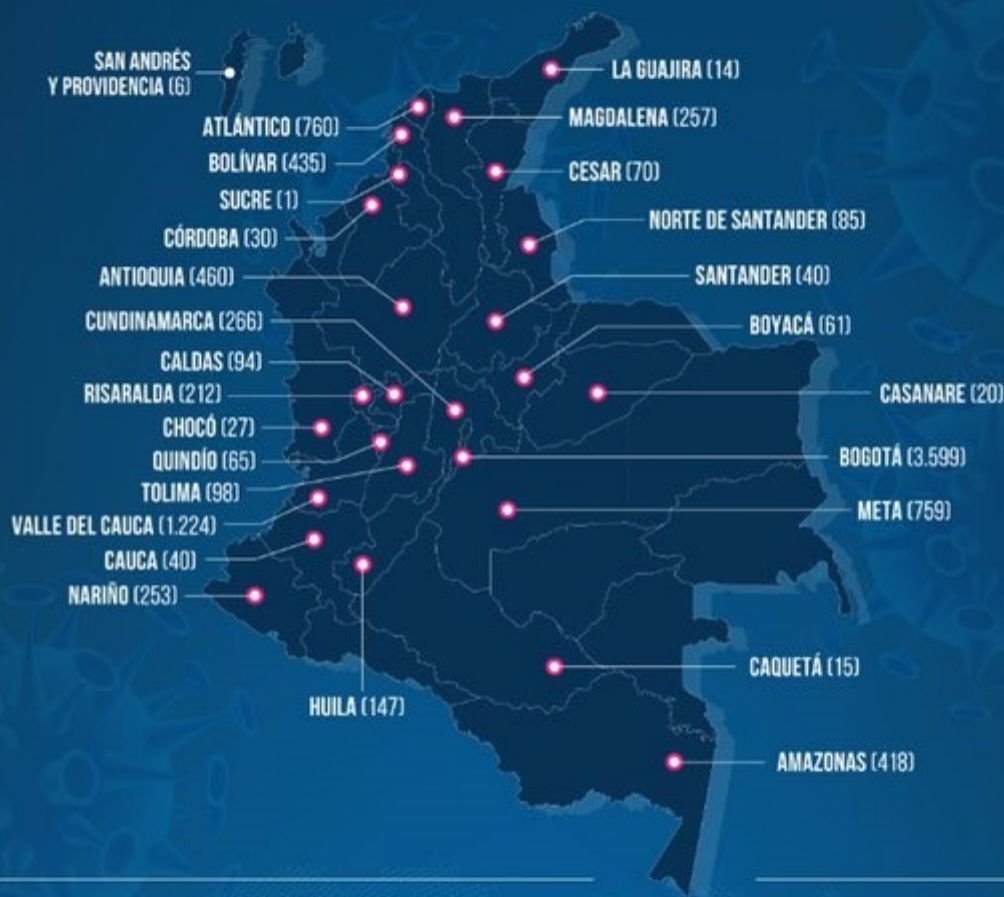 SAN ANDRÉS
Y PROVIDENCIA (6)
ATLÁNTICO (760)
BOLÍVAR (435)
SUCRE (1)
CÓRDOBA (30)
ANTIOQUIA (460)
CUNDINAMARCA (266)
CALDAS (94)
RISARALDA (212)
CHOCÓ (27)
QUINDÍO (65)
TOLIMA (98)
VALLE DEL CAUCA (1.224)
CAUCA (40)
NARIÑO (253)
HUILA (147)
LA GUAJIRA (14)
MAGDALENA (257)
CESAR (70)
NORTE DE SANTANDER (85)
SANTANDER (40)
BOYACÁ (61)
CASANARE (20)
BOGOTÁ (3.599)
META (759)
CAQUETÁ (15)
AMAZONAS (418)